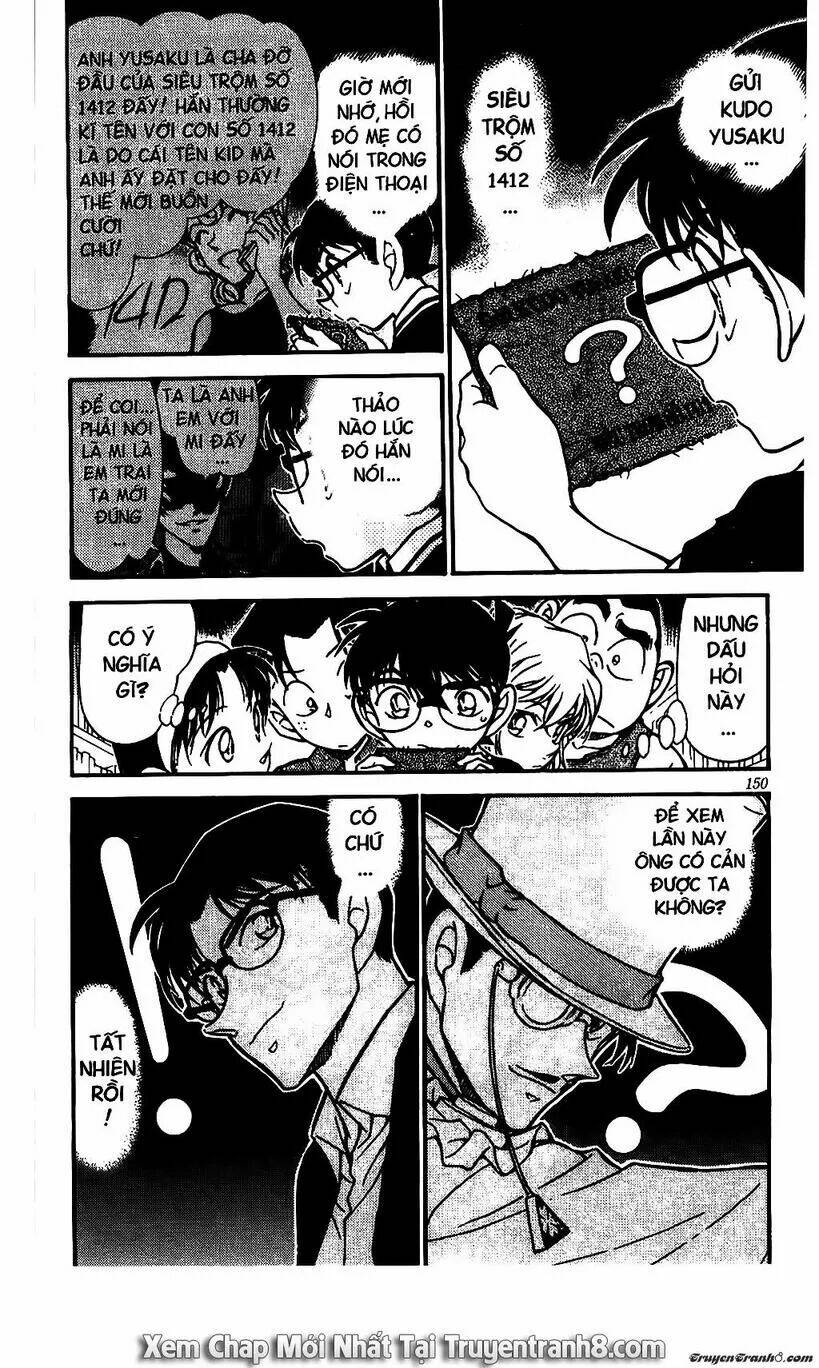 GỬI
KUDO
YUSAKU
...
SIÊU
TRỘM
SỐ
1412
...
?
GIỜ MỚI
NHỚ, HỒI
ĐÓ MẸ CÓ
NÓI TRONG
ĐIỆN THOẠI
...
ANH YUSAKU LÀ CHA ĐỠ
ĐẦU CỦA SIÊU TRỘM SỐ
1412 ĐẤY! HẮN THƯỜNG
KÍ TÊN VỚI CON SỐ 1412
LÀ DO CÁI TÊN KID MÀ
ANH ẤY ĐẶT CHO ĐẤY!
THẾ MỚI BUỒN
CƯỜI
CHỨ!
1412
THẢO
NÀO LÚC
ĐÓ HẮN
NÓI...
TA LÀ ANH
EM VỚI
MI ĐẤY
...
ĐỂ COI...
PHẢI NÓI
LÀ MI LÀ
EM TRAI
TA MỚI
ĐÚNG
...
NHƯNG
DẤU
HỎI
NÀY
...
CÓ Ý
NGHĨA
GÌ?
150
ĐỂ XEM
LẦN NÀY
ÔNG CÓ CẢN
ĐƯỢC TA
KHÔNG?
?
CÓ
CHỨ
...
!
TẤT
NHIÊN
RỒI
!
Xem Chap Mới Nhất Tại Truyentranh8.com
TruyenTranh8.com